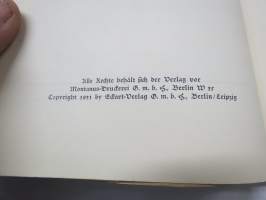 Alle Rechte behält sich der Verlag vor
Montanus-Druckerei G. m. b. H., Berlin W 35
Copyright 1931 by Eckart-Verlag G. m. b. H., Berlin/Leipzig